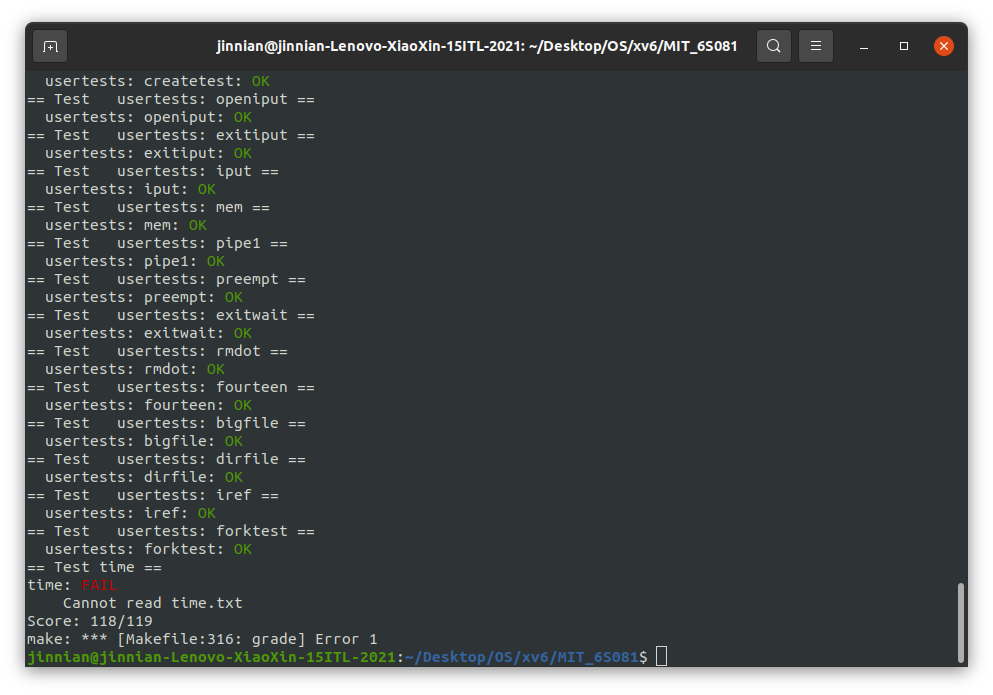 jinnian@jinnian-Lenovo-XiaoXin-15ITL-2021: ~/Desktop/OS/xv6/MIT_6S081
  usertests: createtest: OK
== Test   usertests: openiput ==
  usertests: openiput: OK
== Test   usertests: exitiput ==
  usertests: exitiput: OK
== Test   usertests: iput ==
  usertests: iput: OK
== Test   usertests: mem ==
  usertests: mem: OK
== Test   usertests: pipe1 ==
  usertests: pipe1: OK
== Test   usertests: preempt ==
  usertests: preempt: OK
== Test   usertests: exitwait ==
  usertests: exitwait: OK
== Test   usertests: rmdot ==
  usertests: rmdot: OK
== Test   usertests: fourteen ==
  usertests: fourteen: OK
== Test   usertests: bigfile ==
  usertests: bigfile: OK
== Test   usertests: dirfile ==
  usertests: dirfile: OK
== Test   usertests: iref ==
  usertests: iref: OK
== Test   usertests: forktest ==
  usertests: forktest: OK
== Test time ==
time: FAIL
    Cannot read time.txt
Score: 118/119
make: *** [Makefile:316: grade] Error 1
jinnian@jinnian-Lenovo-XiaoXin-15ITL-2021:~/Desktop/OS/xv6/MIT_6S081$